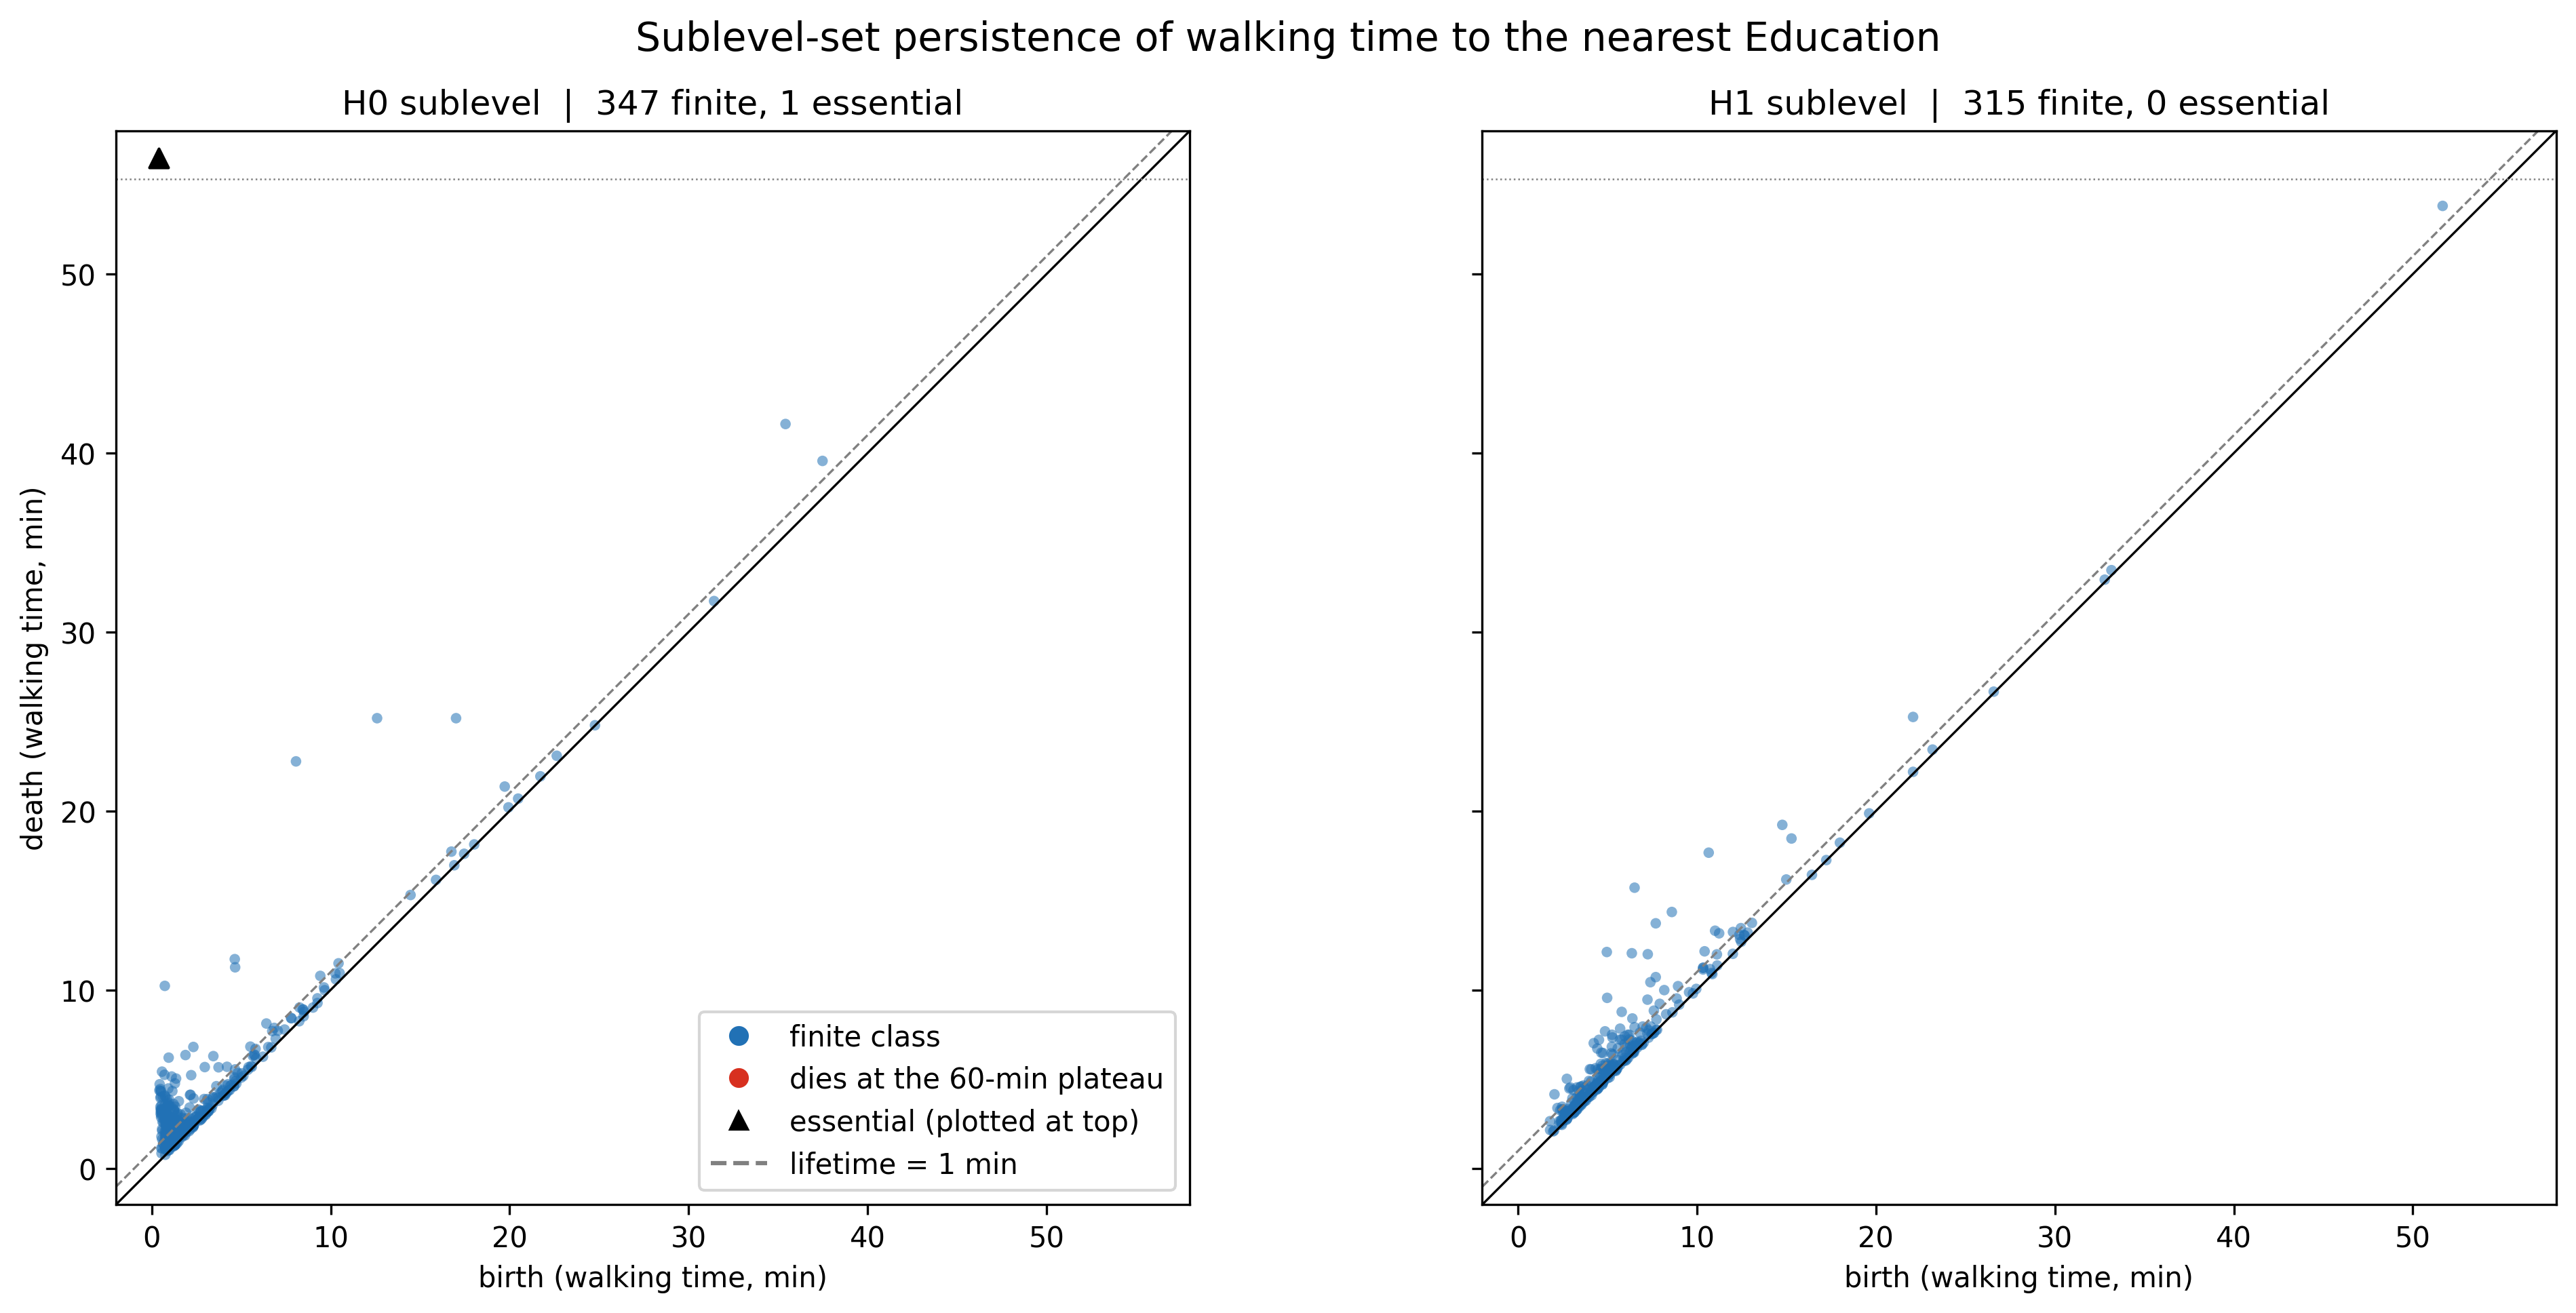 Sublevel-set persistence of walking time to the nearest Education
H0 sublevel | 347 finite, 1 essential
H1 sublevel | 315 finite, 0 essential
death (walking time, min)
50
40
30
20
10
0
finite class
dies at the 60-min plateau
essential (plotted at top)
lifetime = 1 min
0 10 20 30 40 50
0 10 20 30 40 50
birth (walking time, min)
birth (walking time, min)